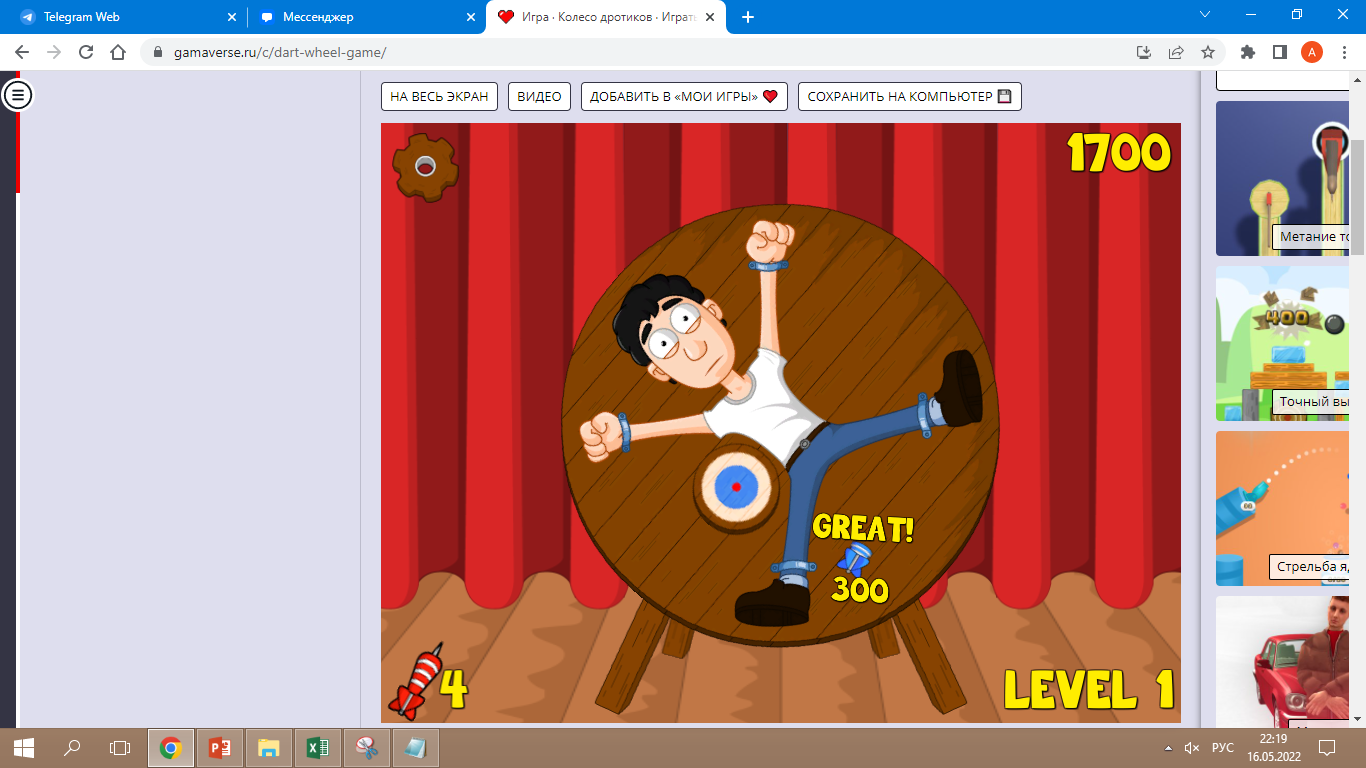 Telegram Web
Мессенджер
Игра · Колесо дротиков · Играть
gamaverse.ru/c/dart-wheel-game/
А
НА ВЕСЬ ЭКРАН
ВИДЕО
ДОБАВИТЬ В «МОИ ИГРЫ» ❤
СОХРАНИТЬ НА КОМПЬЮТЕР 💾
1700
GREAT!
300
4
LEVEL 1
Метание то
400
Точный вы
Стрельба яд
РУС
22:19
16.05.2022